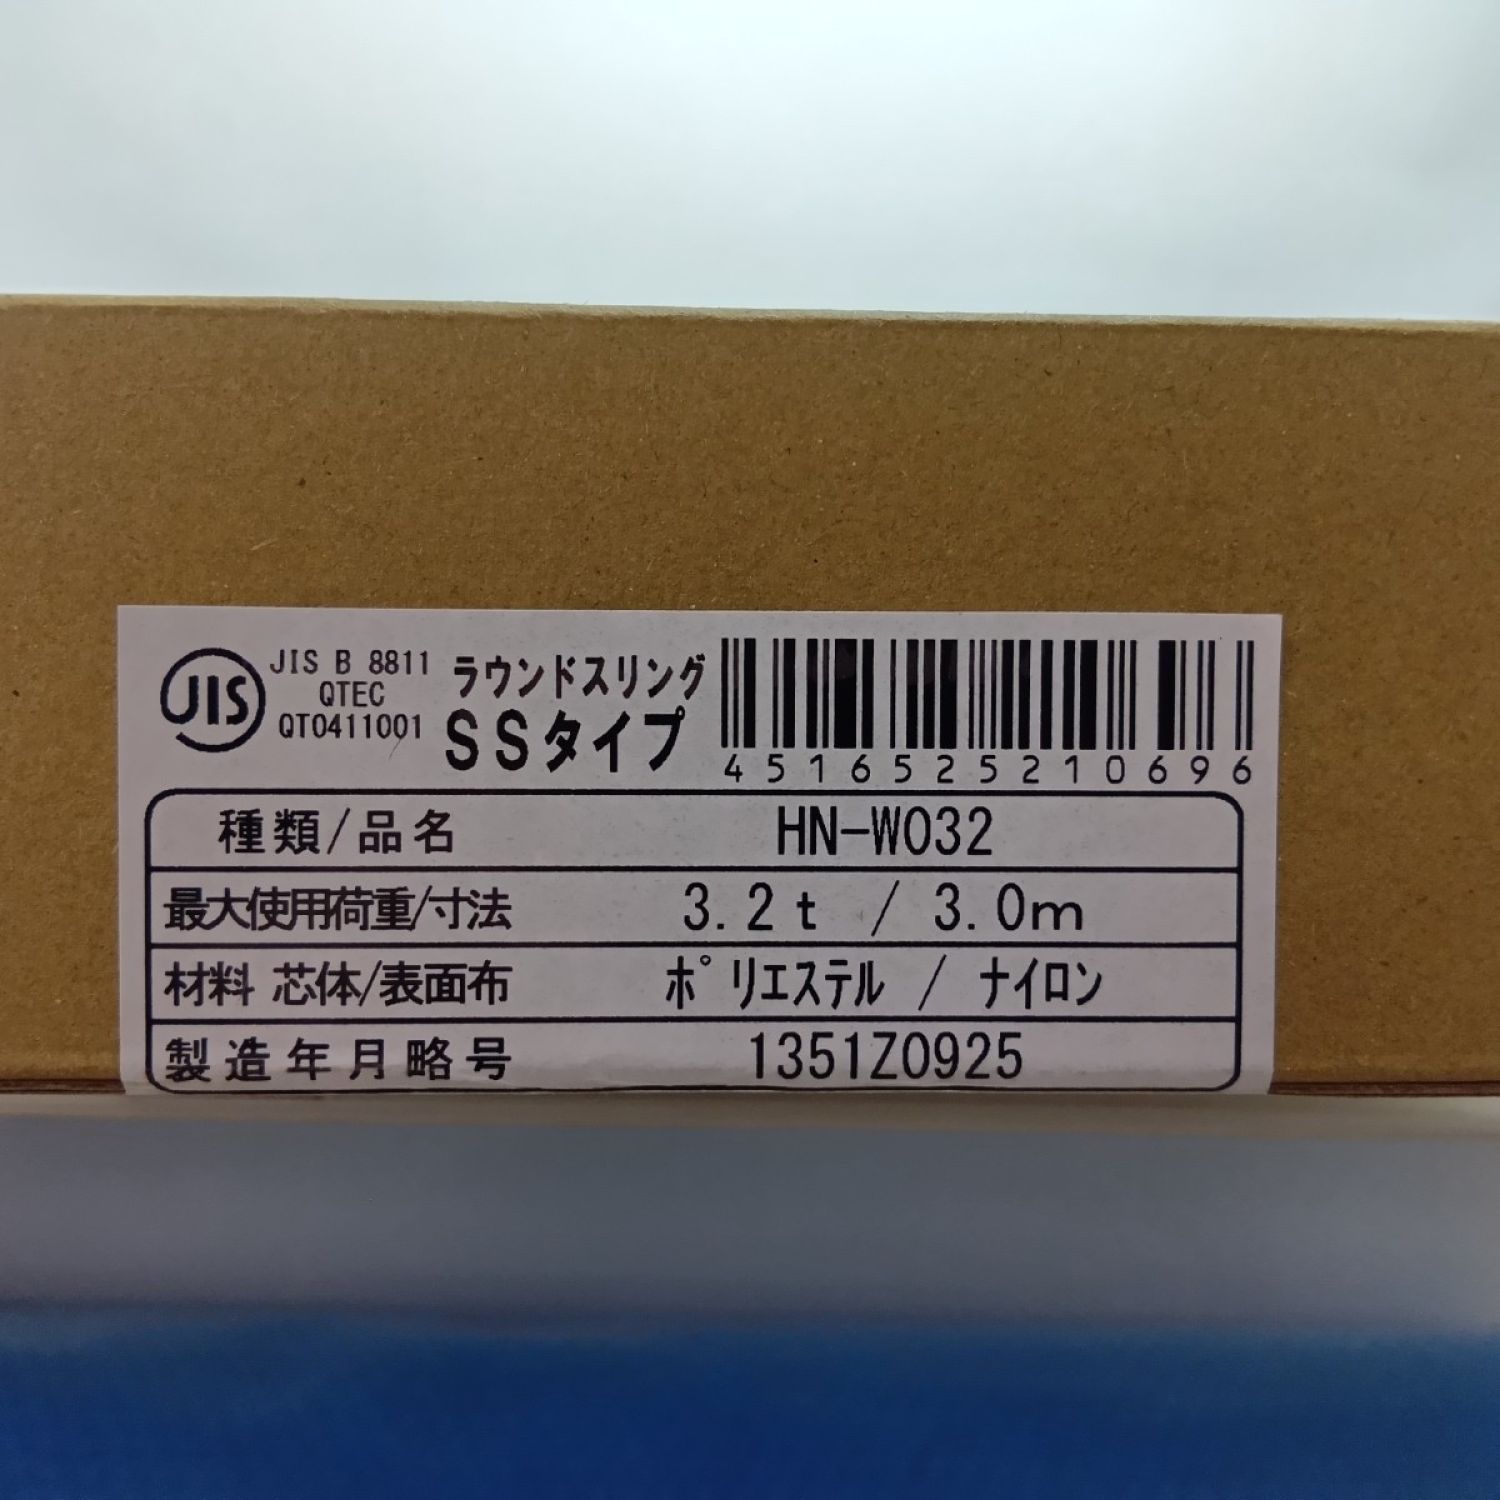 JIS
JIS B 8811
QTEC
QT0411001
ラウンドスリング
SSタイプ
4516525210696
種類/品名 HN-W032
最大使用荷重/寸法 3.2t / 3.0m
材料 芯体/表面布 ポリエステル / ナイロン
製造年月略号 1351Z0925